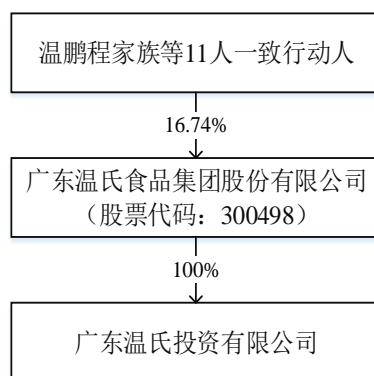 温鹏程家族等11人一致行动人
16.74%
广东温氏食品集团股份有限公司
（股票代码：300498）
100%
广东温氏投资有限公司